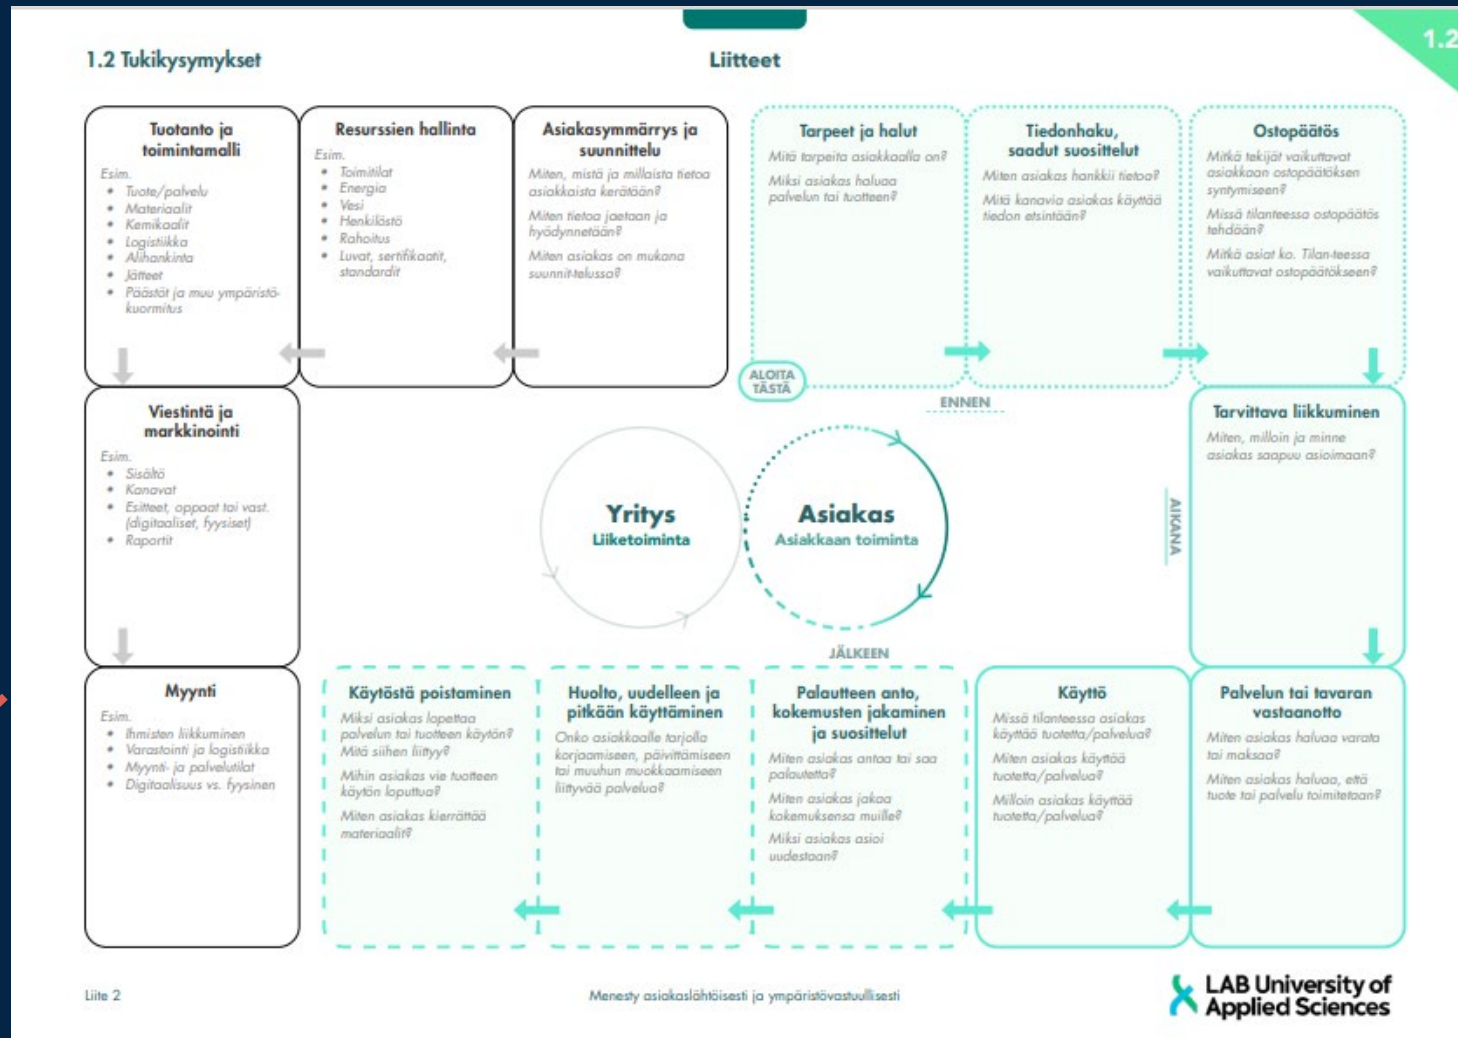 1.2
1.2 Tukikysymykset
Liitteet
Tuotanto ja
toimintamalli
Esim.
• Tuote/palvelu
• Materiaalit
• Kemikaalit
• Logistiikka
• Alihankinta
• Jätteet
• Päästöt ja muu ympäristö-
kuormitus
Resurssien hallinta
Esim.
• Toimitilat
• Energia
• Vesi
• Henkilöstö
• Rahoitus
• Luvat, sertifikaatit,
standardit
Asiakasymmärrys ja
suunnittelu
Miten, mistä ja millaista tietoa
asiakkaista kerätään?
Miten tietoa jaetaan ja
hyödynnetään?
Miten asiakas on mukana
suunnit-telussa?
Tarpeet ja halut
Mitä tarpeita asiakkaalla on?
Miksi asiakas haluaa
palvelun tai tuotteen?
Tiedonhaku,
saadut suosittelut
Miten asiakas hankkii tietoa?
Mitä kanavia asiakas käyttää
tiedon etsintään?
Ostopäätös
Mitkä tekijät vaikuttavat
asiakkaan ostopäätöksen
syntymiseen?
Missä tilanteessa ostopäätös
tehdään?
Mitkä asiat ko. Tilan-teessa
vaikuttavat ostopäätökseen?
ALOITA
TÄSTÄ
ENNEN
Viestintä ja
markkinointi
Esim.
• Sisältö
• Kanavat
• Esitteet, oppaat tai vast.
(digitaaliset, fyysiset)
• Raportit
Yritys
Liiketoiminta
Asiakas
Asiakkaan toiminta
AIKANA
Tarvittava liikkuminen
Miten, milloin ja minne
asiakas saapuu asioimaan?
JÄLKEEN
Myynti
Esim.
• Ihmisten liikkuminen
• Varastointi ja logistiikka
• Myynti- ja palvelutilat
• Digitaalisuus vs. fyysinen
Käytöstä poistaminen
Miksi asiakas lopettaa
palvelun tai tuotteen käytön?
Mitä siihen liittyy?
Mihin asiakas vie tuotteen
käytön loputtua?
Miten asiakas kierrättää
materiaalit?
Huolto, uudelleen ja
pitkään käyttäminen
Onko asiakkaalle tarjolla
korjaamiseen, päivittämiseen
tai muuhun muokkaamiseen
liittyvää palvelua?
Palautteen anto,
kokemusten jakaminen
ja suosittelut
Miten asiakas antaa tai saa
palautetta?
Miten asiakas jakaa
kokemuksensa muille?
Miksi asiakas asioi
uudestaan?
Käyttö
Missä tilanteessa asiakas
käyttää tuotetta/palvelua?
Miten asiakas käyttää
tuotetta/palvelua?
Milloin asiakas käyttää
tuotetta/palvelua?
Palvelun tai tavaran
vastaanotto
Miten asiakas haluaa varata
tai maksaa?
Miten asiakas haluaa, että
tuote tai palvelu toimitetaan?
Liite 2
Menesty asiakaslähtöisesti ja ympäristövastuullisesti
LAB University of
Applied Sciences